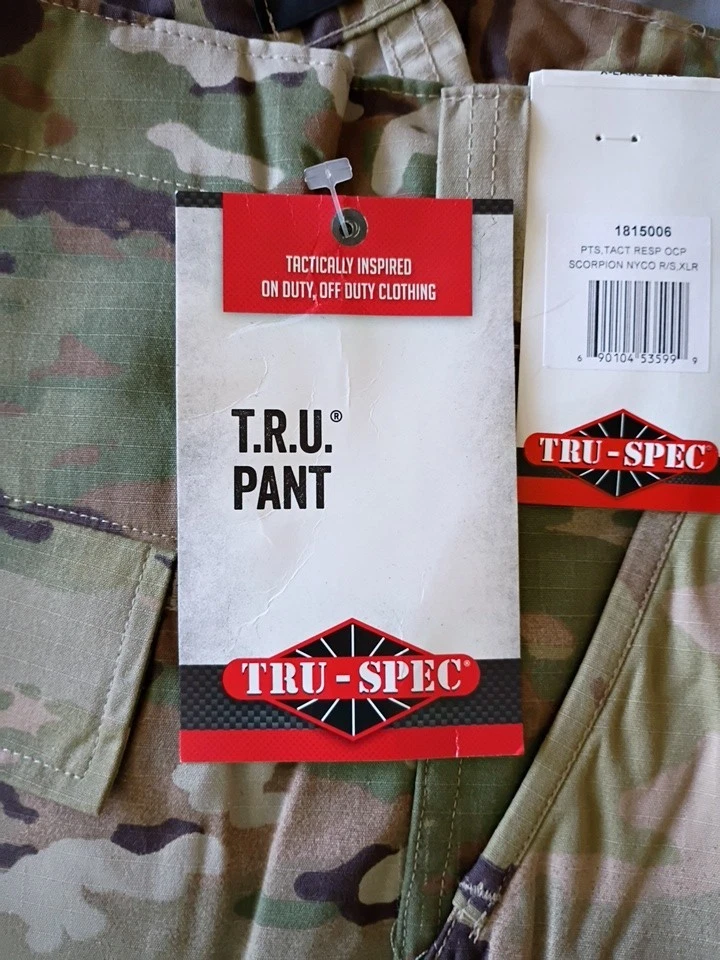 TACTICALLY INSPIRED
ON DUTY, OFF DUTY CLOTHING
T.R.U.®
PANT
TRU-SPEC®
1815006
PTS,TACT RESP OCP
SCORPION NYCO R/S,XLR
6 90104 53599 9
TRU-SPEC